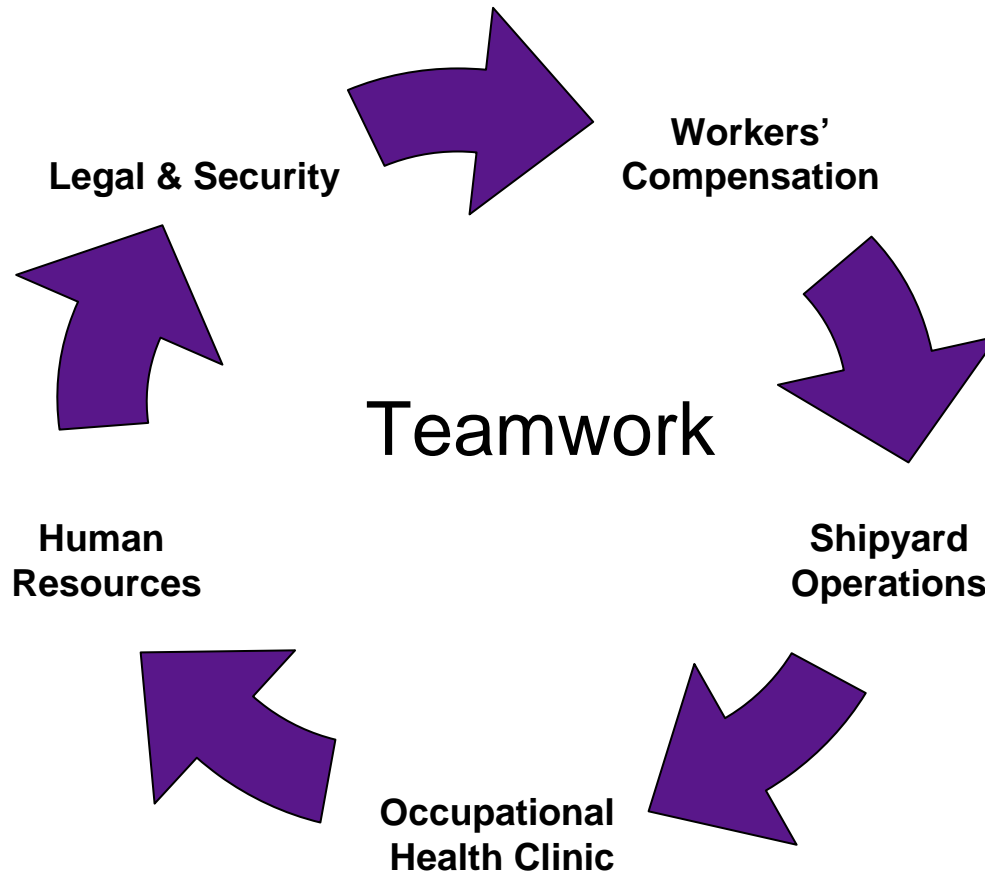 Workers’
Compensation
Legal & Security
Teamwork
Human
Resources
Shipyard
Operations
Occupational
Health Clinic